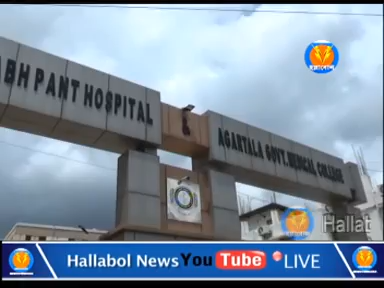 BH PANT HOSPITAL
AGARTALA GOVT. MEDICAL COLLEGE
Hallat
Hallabol News YouTube LIVE